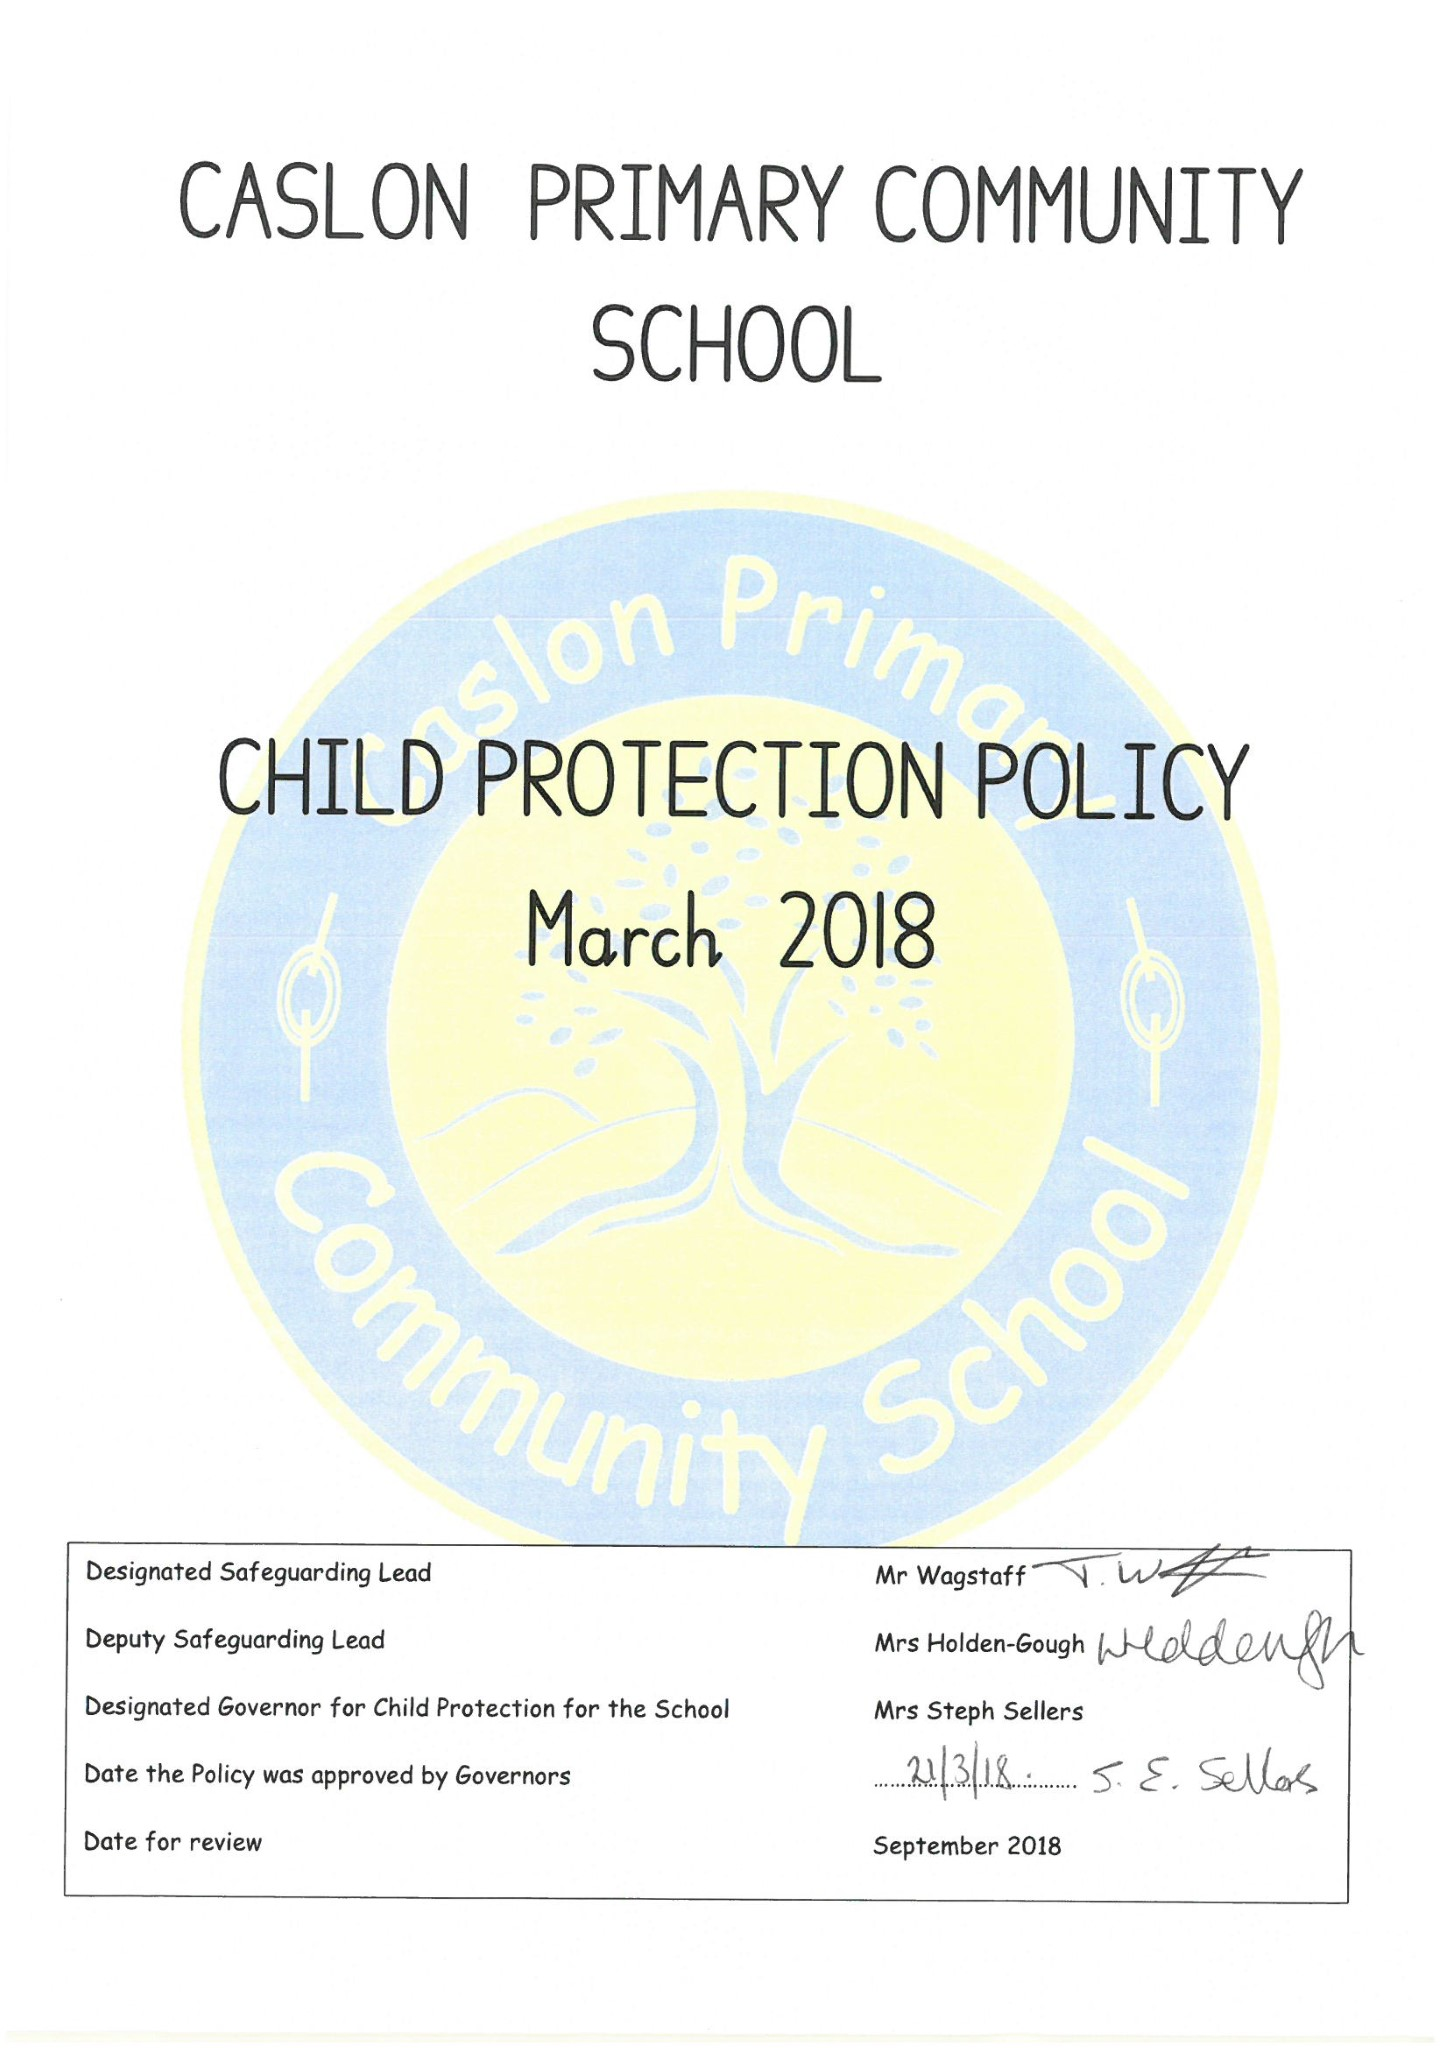 CASLON PRIMARY COMMUNITY
SCHOOL
Caslon Primary
CHILD PROTECTION POLICY
March 2018
Community School
Designated Safeguarding Lead Mr Wagstaff T. W
Deputy Safeguarding Lead Mrs Holden-Gough
Designated Governor for Child Protection for the School Mrs Steph Sellers
Date the Policy was approved by Governors 21/3/18. S. E. Sellers
Date for review September 2018